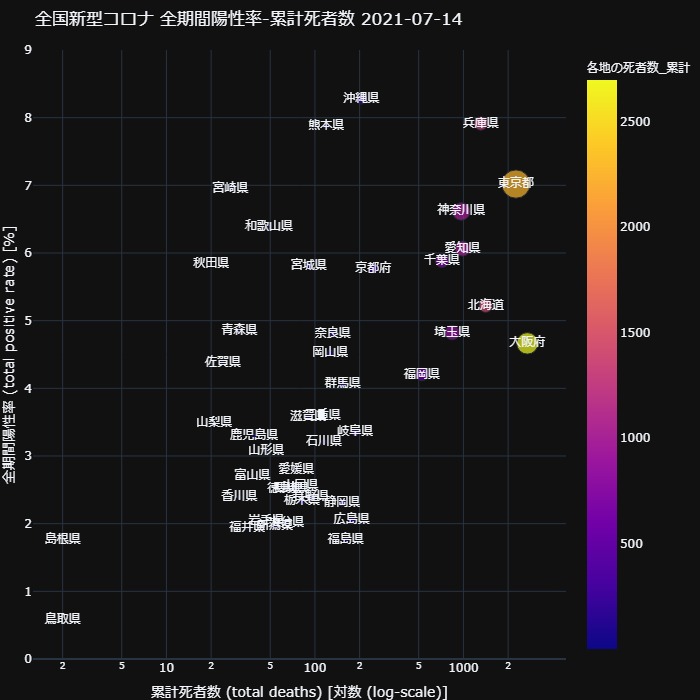 全国新型コロナ 全期間陽性率-累計死者数 2021-07-14
各地の死者数_累計
9
8
7
6
5
4
3
2
1
0
全期間陽性率 (total positive rate) [%]
沖縄県
熊本県
兵庫県
東京都
宮崎県
神奈川県
和歌山県
愛知県
秋田県
宮城県
京都府
千葉県
北海道
青森県
奈良県
埼玉県
岡山県
大阪府
佐賀県
福岡県
群馬県
滋賀県
山梨県
岐阜県
鹿児島県
石川県
山形県
愛媛県
富山県
香川県
栃木県
静岡県
岩手県
広島県
福井県
島根県
福島県
鳥取県
2
5
10
2
5
100
2
5
1000
2
累計死者数 (total deaths) [対数 (log-scale)]
2500
2000
1500
1000
500